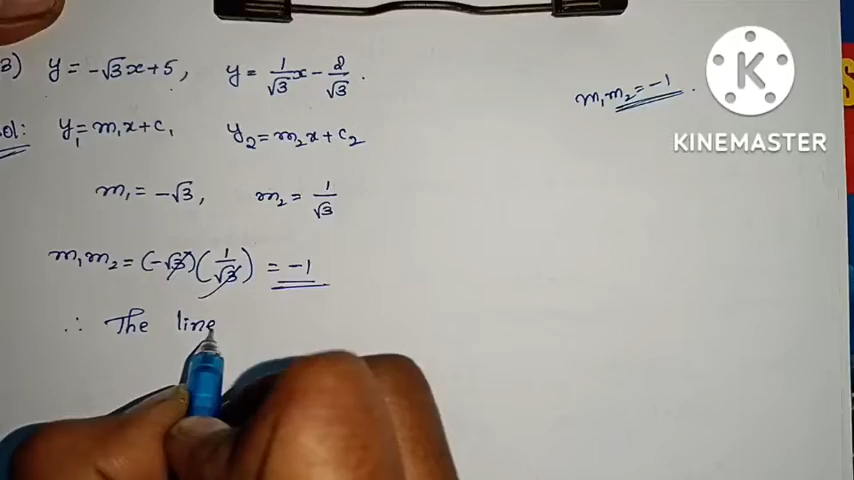 3) y = -√3x+5, y = 1/√3 x - 2/√3 .
m₁m₂ = -1 .
K
KINEMASTER
ol: y₁ = m₁x+c₁ y₂ = m₂x + c₂
m₁ = -√3, m₂ = 1/√3
m₁m₂ = (-√3)(1/√3) = -1
∴ The line